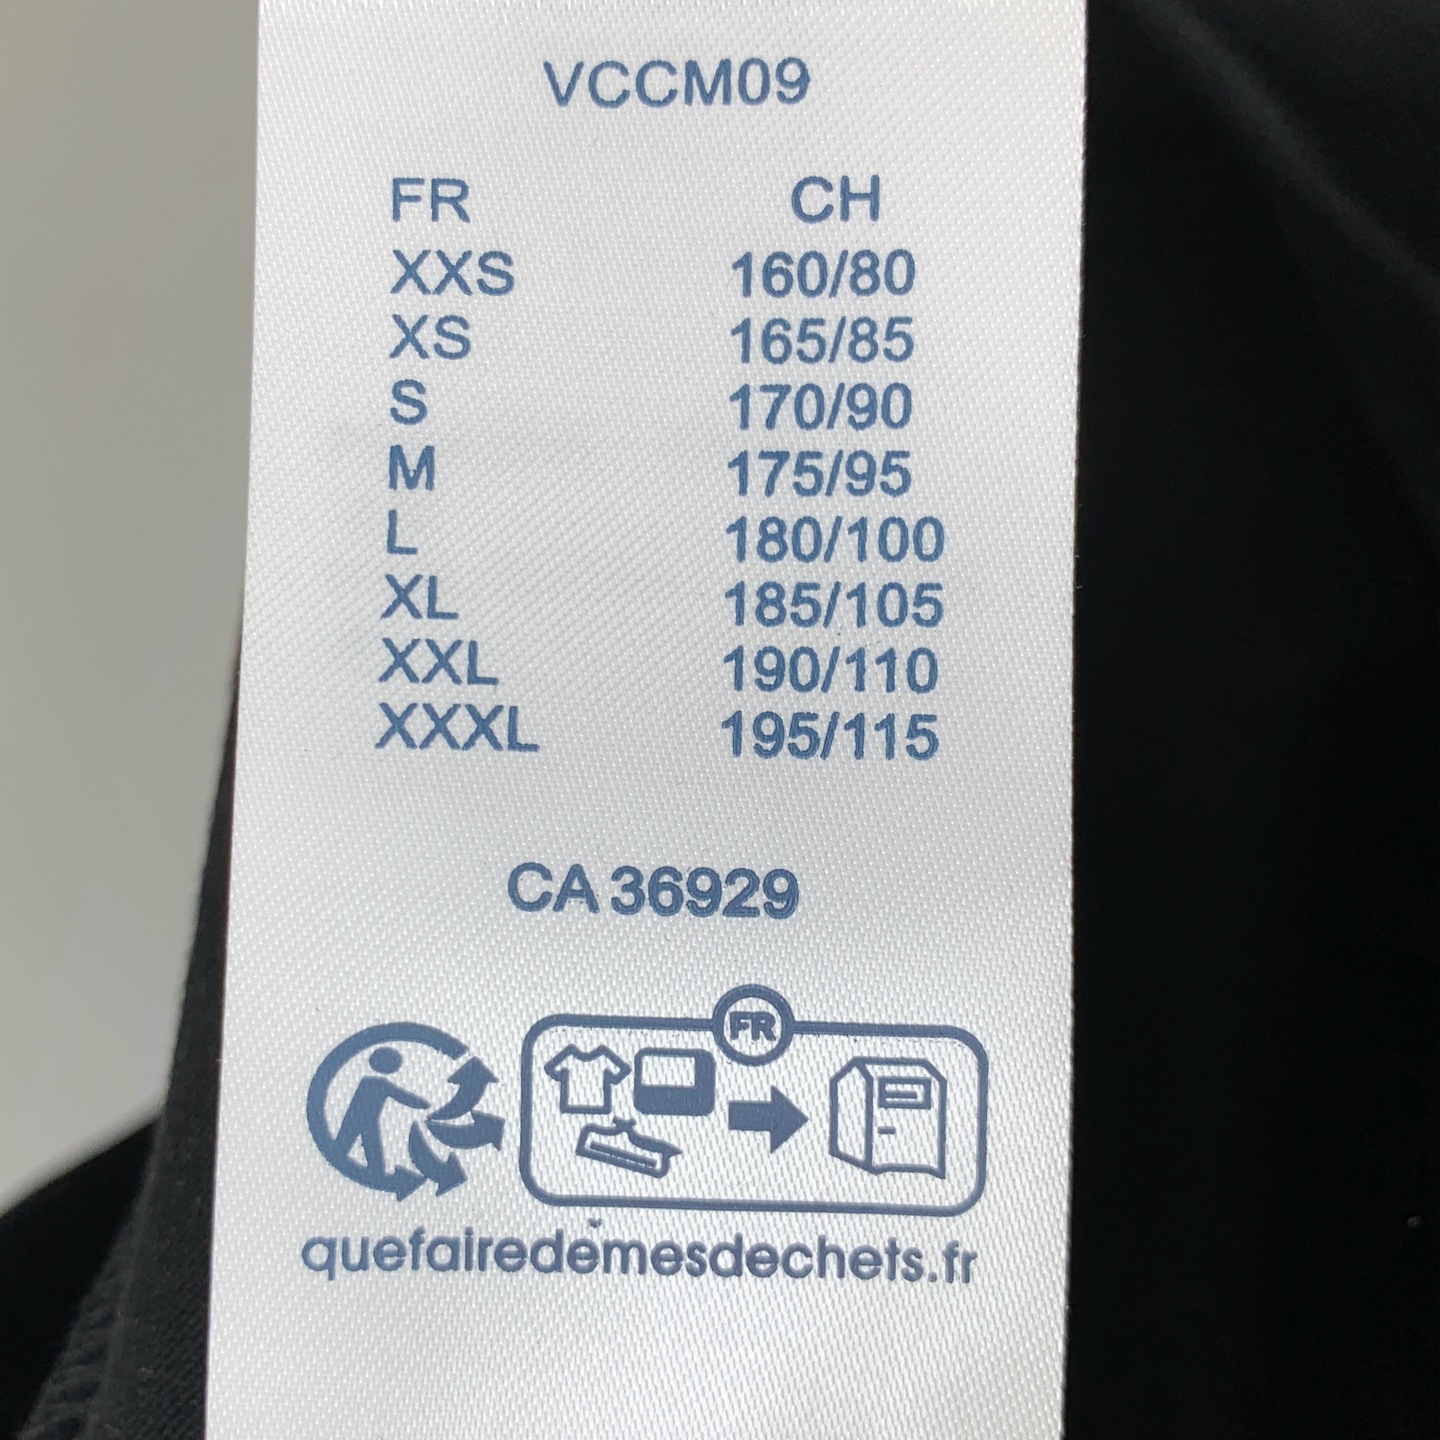 VCCM09
FR CH
XXS 160/80
XS 165/85
S 170/90
M 175/95
L 180/100
XL 185/105
XXL 190/110
XXXL 195/115
CA 36929
FR
quefairedemesdechets.fr